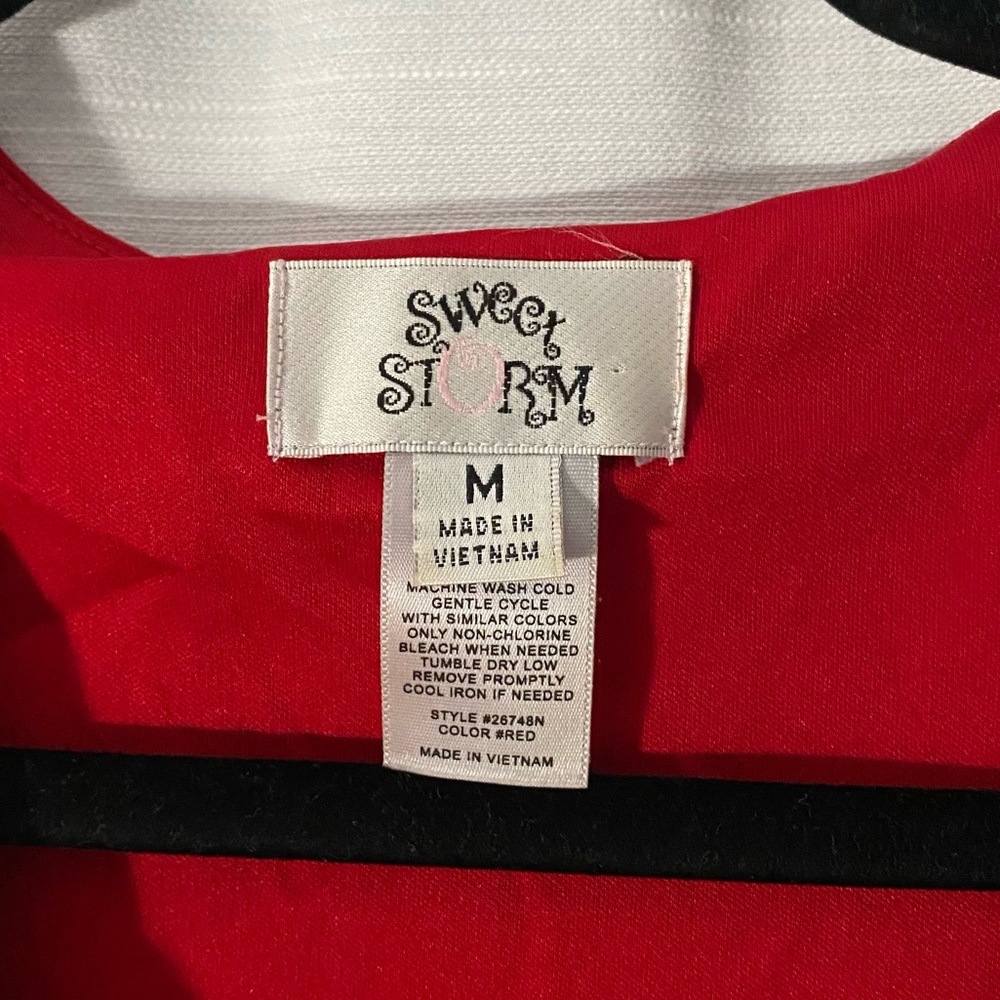 Sweet
STORM
M
MADE IN
VIETNAM
MACHINE WASH COLD
GENTLE CYCLE
WITH SIMILAR COLORS
ONLY NON-CHLORINE
BLEACH WHEN NEEDED
TUMBLE DRY LOW
REMOVE PROMPTLY
COOL IRON IF NEEDED
STYLE #26748N
COLOR #RED
MADE IN VIETNAM